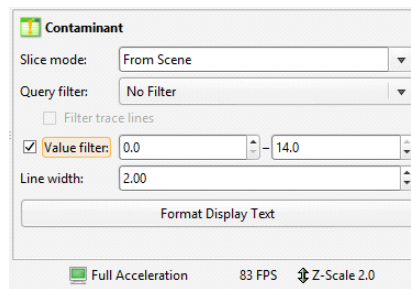 Contaminant
Slice mode: From Scene
Query filter: No Filter
Filter trace lines
Value filter: 0.0 – 14.0
Line width: 2.00
Format Display Text
Full Acceleration 83 FPS Z-Scale 2.0